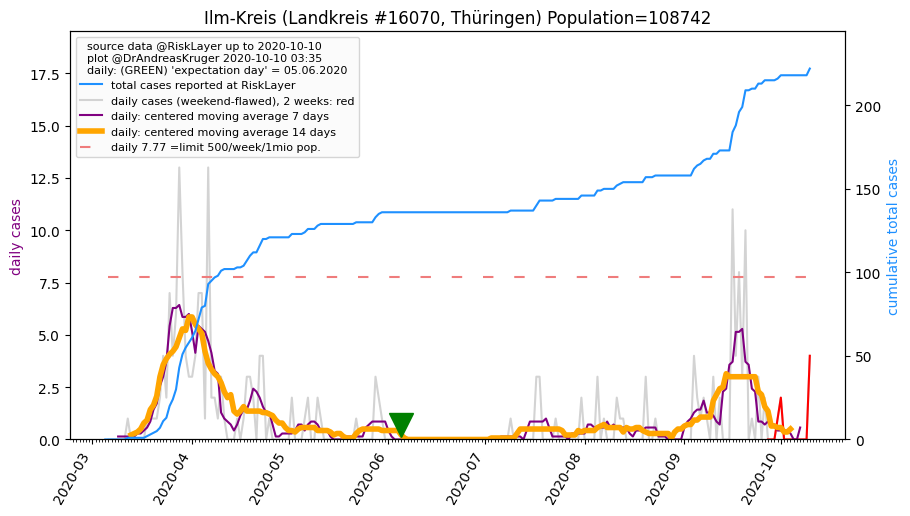 Ilm-Kreis (Landkreis #16070, Thüringen) Population=108742
source data @RiskLayer up to 2020-10-10
plot @DrAndreasKruger 2020-10-10 03:35
daily: (GREEN) 'expectation day' = 05.06.2020
total cases reported at RiskLayer
daily cases (weekend-flawed), 2 weeks: red
daily: centered moving average 7 days
daily: centered moving average 14 days
daily 7.77 =limit 500/week/1mio pop.
daily cases
17.5
15.0
12.5
10.0
7.5
5.0
2.5
0.0
200
150
100
50
0
cumulative total cases
2020-03
2020-04
2020-05
2020-06
2020-07
2020-08
2020-09
2020-10